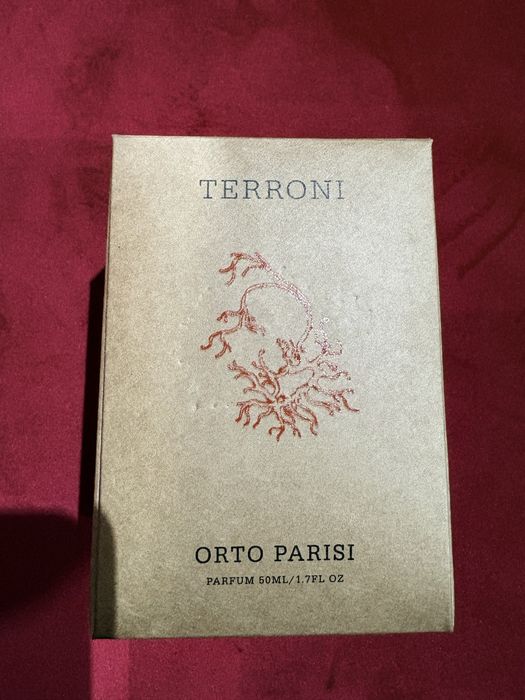 TERRONI
ORTO PARISI
PARFUM 50ML/1.7FL OZ